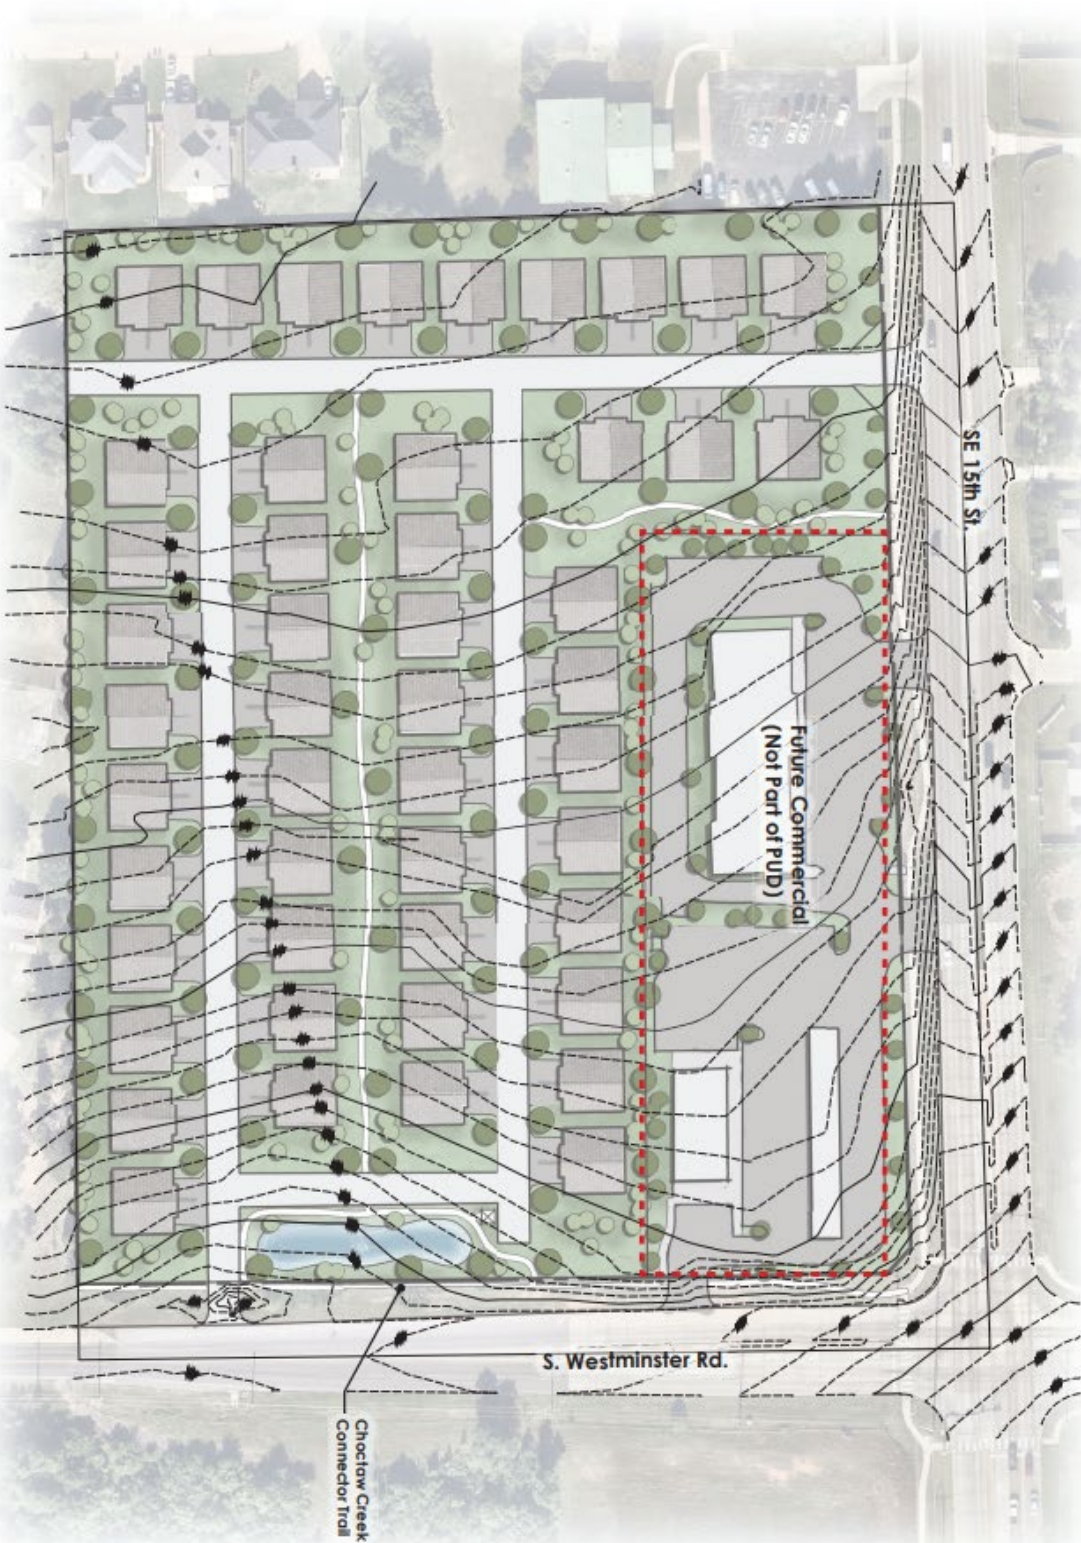 SE 15th St.
Future Commercial
(Not Part of PUD)
S. Westminster Rd.
Choctaw Creek
Connector Trail